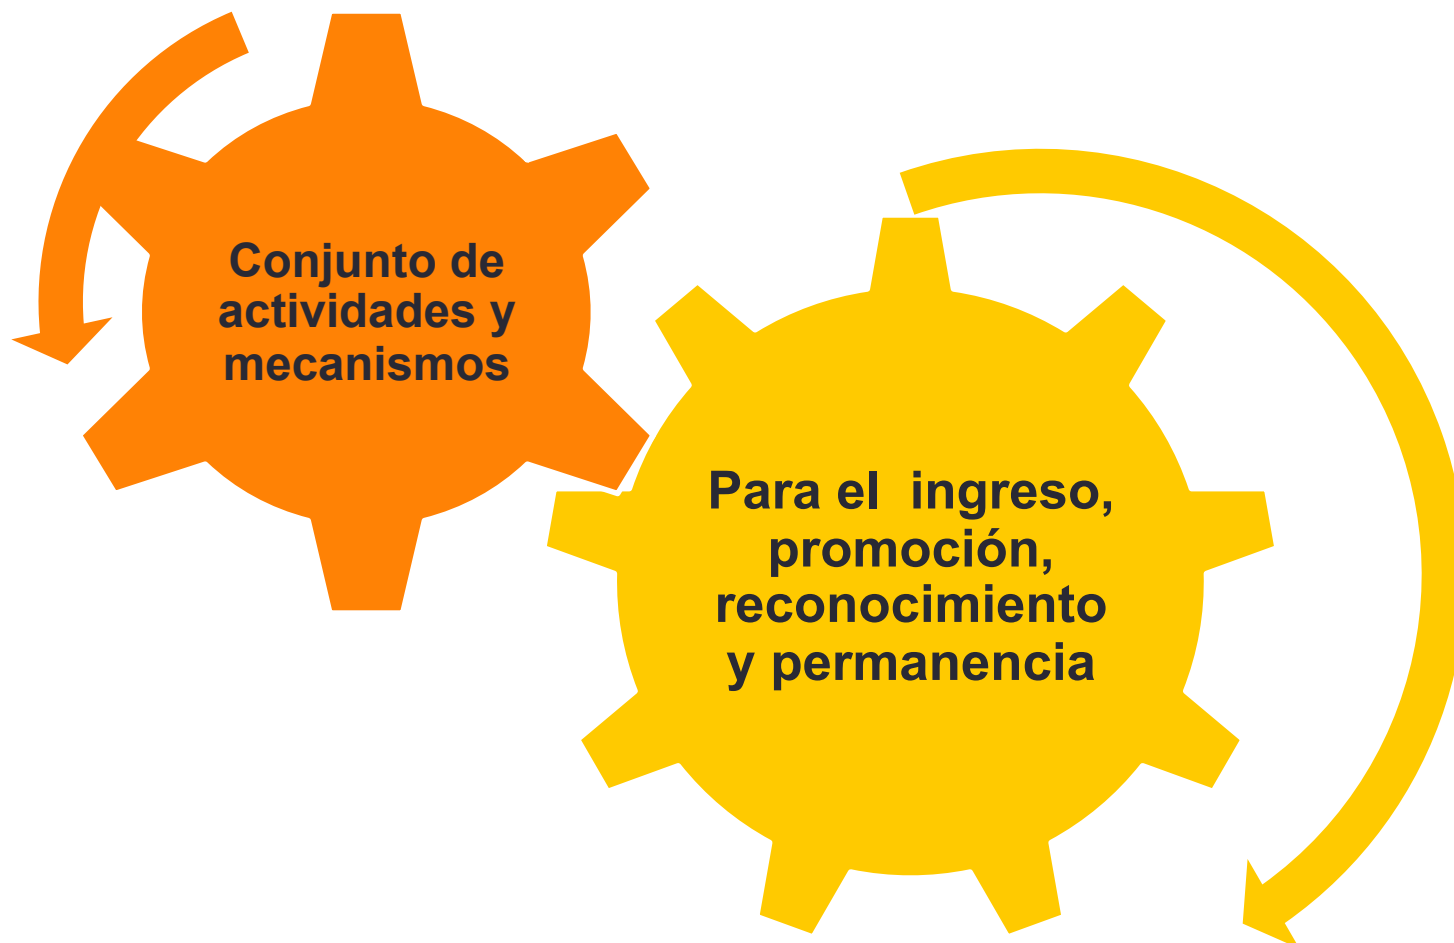 Conjunto de
actividades y
mecanismos
Para el  ingreso,
promoción,
reconocimiento
y permanencia